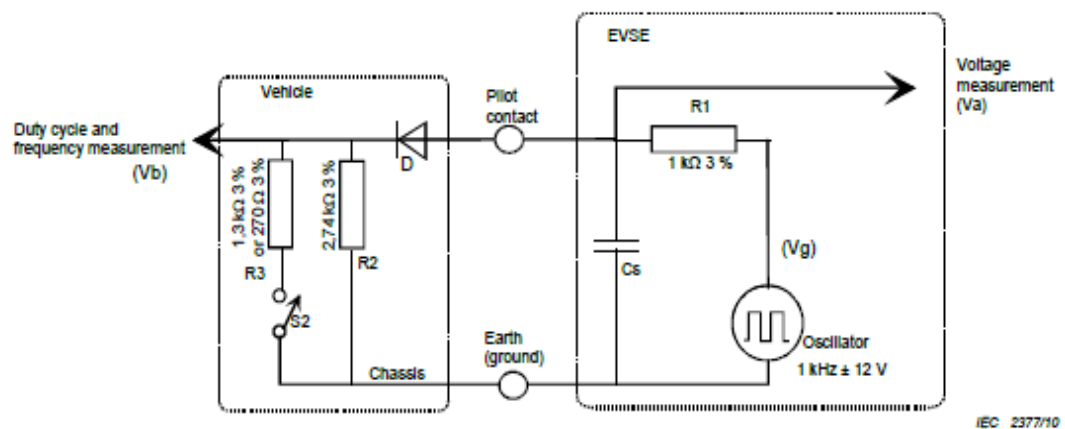 EVSE
Voltage
measurement
(Va)
Vehicle
Pilot
contact
R1
Duty cycle and
frequency measurement
(Vb)
D
1 kΩ 3 %
1,3 kΩ 3 %
or 270 Ω 3 %
2,74 kΩ 3 %
(Vg)
R3
R2
Cs
S2
Earth
(ground)
Oscillator
1 kHz ± 12 V
Chassis
IEC 2377/10